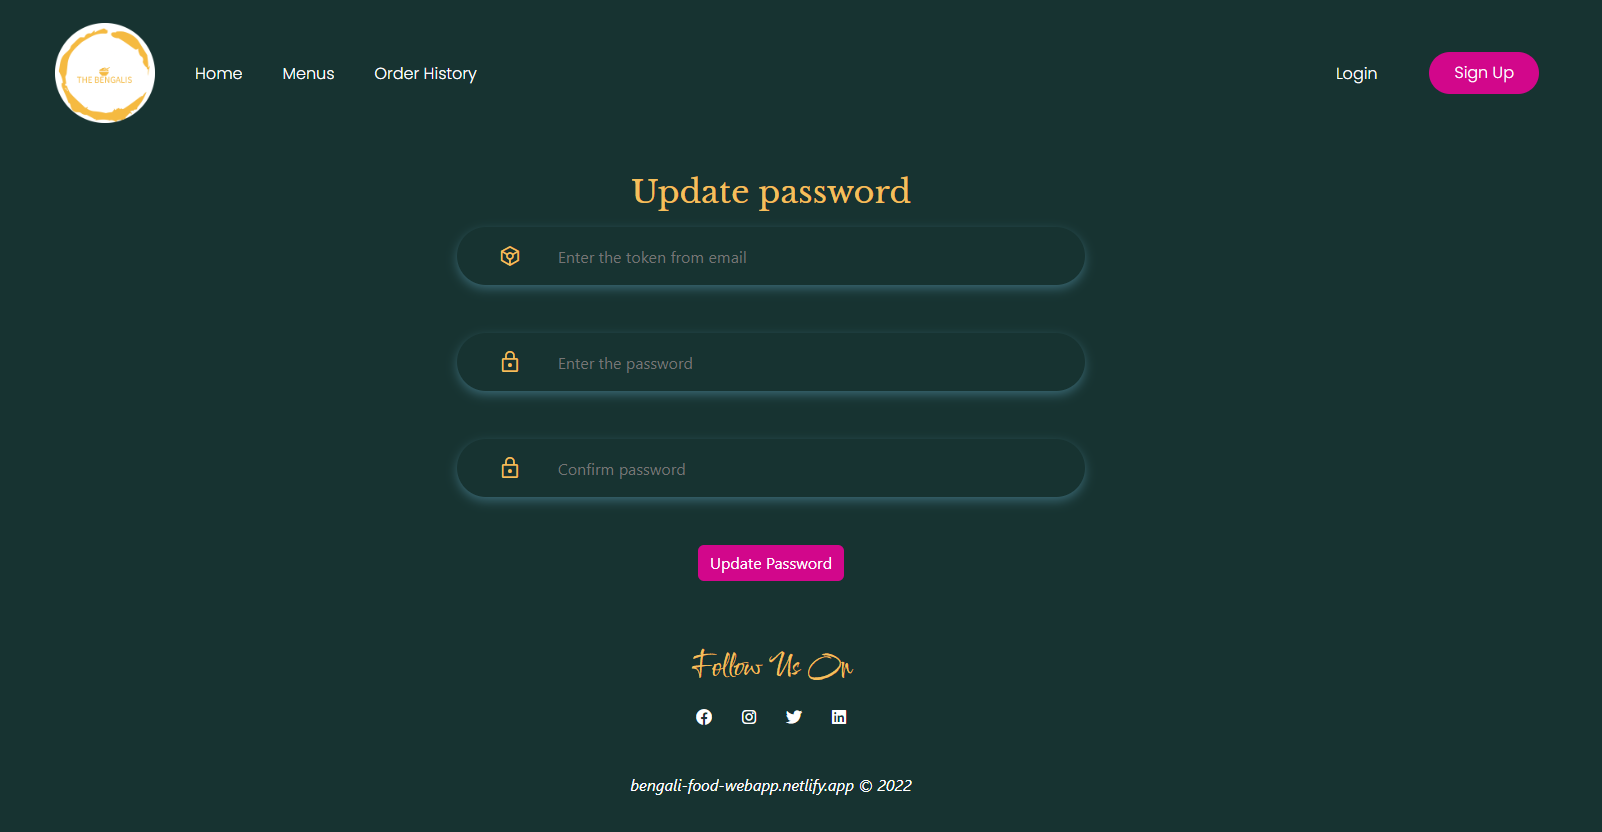 THE BENGALIS
Home Menus Order History Login Sign Up
Update password
Enter the token from email
Enter the password
Confirm password
Update Password
Follow Us On
bengali-food-webapp.netlify.app © 2022